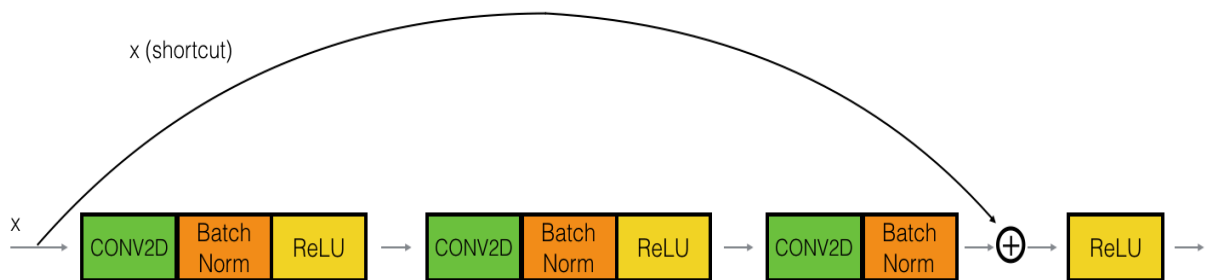 x (shortcut)
x
CONV2D
Batch
Norm
ReLU
CONV2D
Batch
Norm
ReLU
CONV2D
Batch
Norm
+
ReLU